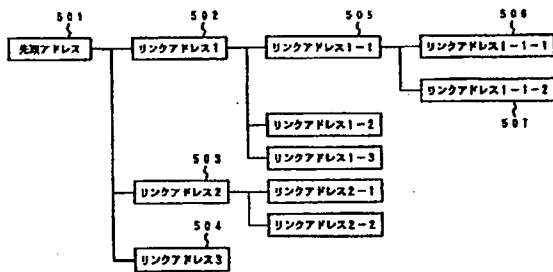 501
先頭アドレス
502
リンクアドレス1
505
リンクアドレス1-1
506
リンクアドレス1-1-1
リンクアドレス1-1-2
507
リンクアドレス1-2
リンクアドレス1-3
503
リンクアドレス2
リンクアドレス2-1
リンクアドレス2-2
504
リンクアドレス3